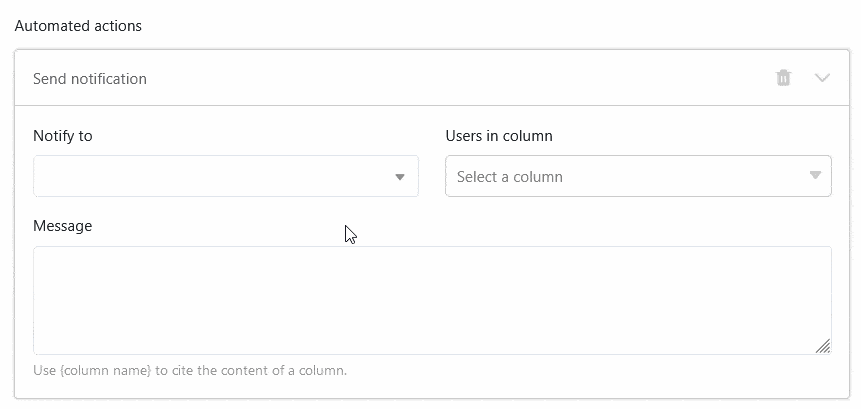 Automated actions
Send notification
Notify to
Users in column
Select a column
Message
Use {column name} to cite the content of a column.